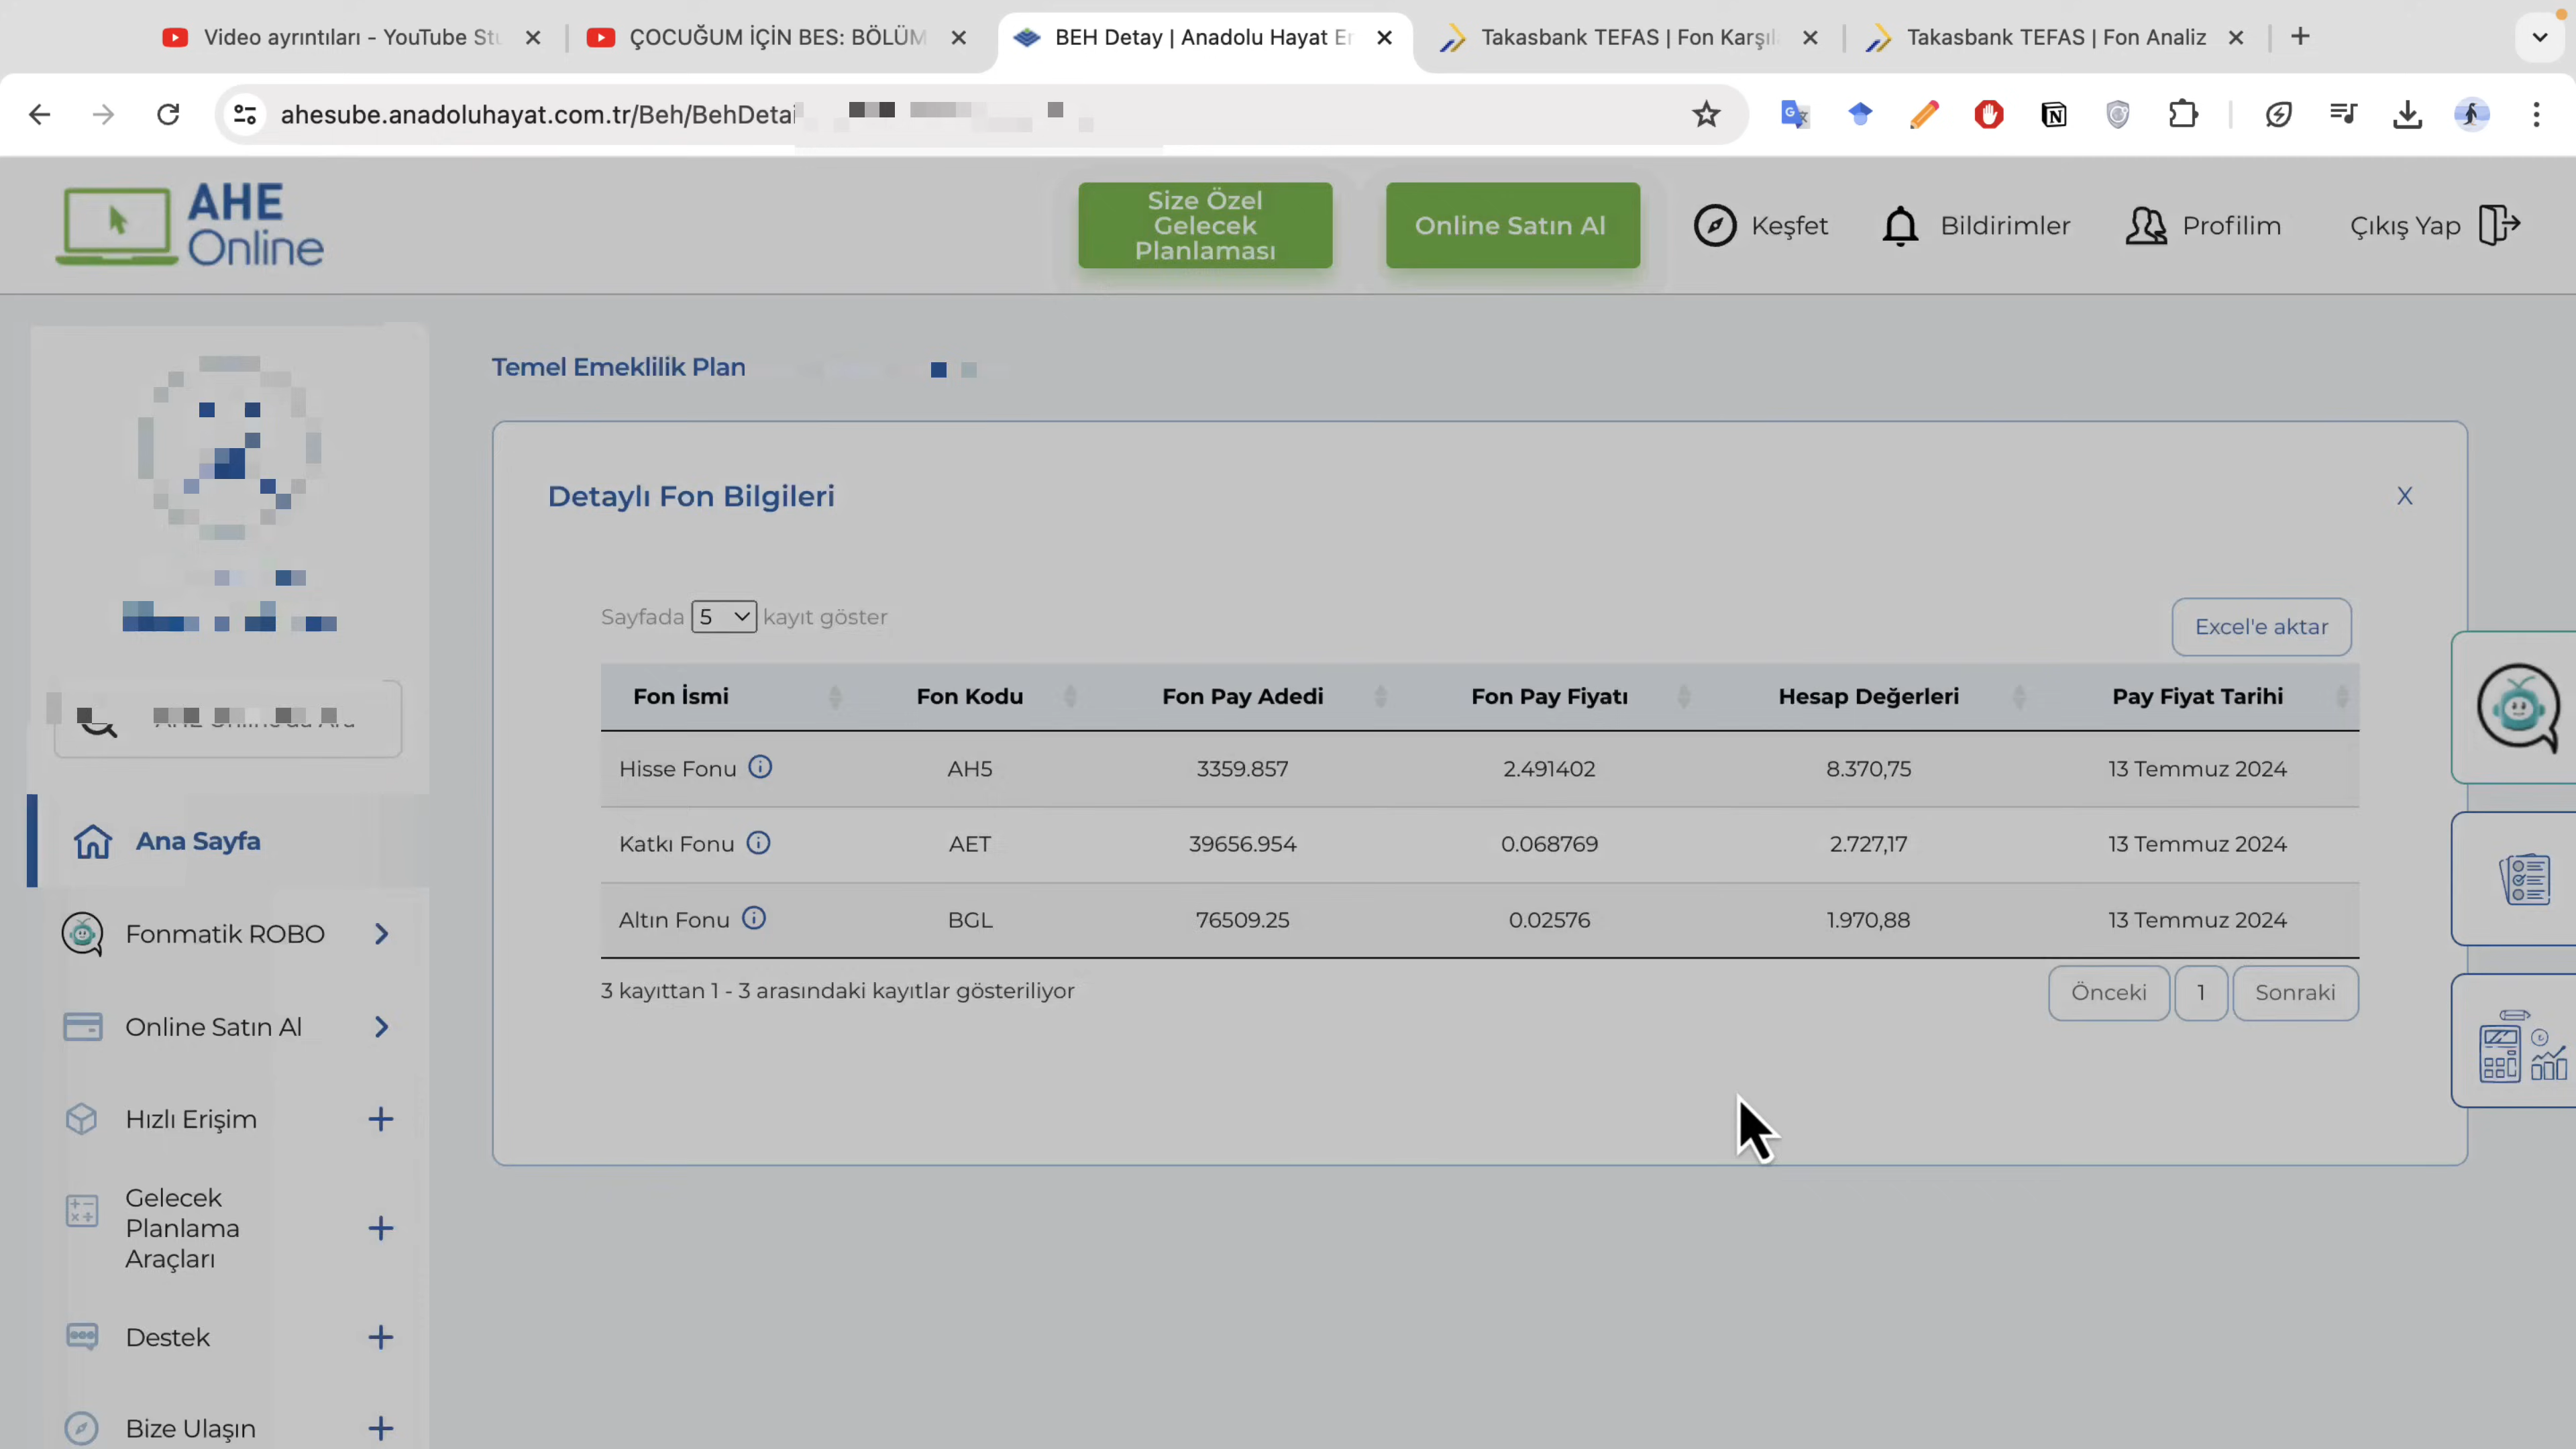 Video ayrıntıları - YouTube Stu
ÇOCUĞUM İÇİN BES: BÖLÜM
BEH Detay | Anadolu Hayat Er
Takasbank TEFAS | Fon Karşıla
Takasbank TEFAS | Fon Analiz
ahesube.anadoluhayat.com.tr/Beh/BehDetai
AHE
Online
Size Özel
Gelecek
Planlaması
Online Satın Al
Keşfet
Bildirimler
Profilim
Çıkış Yap
Temel Emeklilik Plan
Detaylı Fon Bilgileri
X
Sayfada 5 kayıt göster
Excel'e aktar
Fon İsmi Fon Kodu Fon Pay Adedi Fon Pay Fiyatı Hesap Değerleri Pay Fiyat Tarihi
Hisse Fonu AH5 3359.857 2.491402 8.370,75 13 Temmuz 2024
Katkı Fonu AET 39656.954 0.068769 2.727,17 13 Temmuz 2024
Altın Fonu BGL 76509.25 0.02576 1.970,88 13 Temmuz 2024
3 kayıttan 1 - 3 arasındaki kayıtlar gösteriliyor
Önceki 1 Sonraki
Ana Sayfa
Fonmatik ROBO
Online Satın Al
Hızlı Erişim
Gelecek
Planlama
Araçları
Destek
Bize Ulaşın